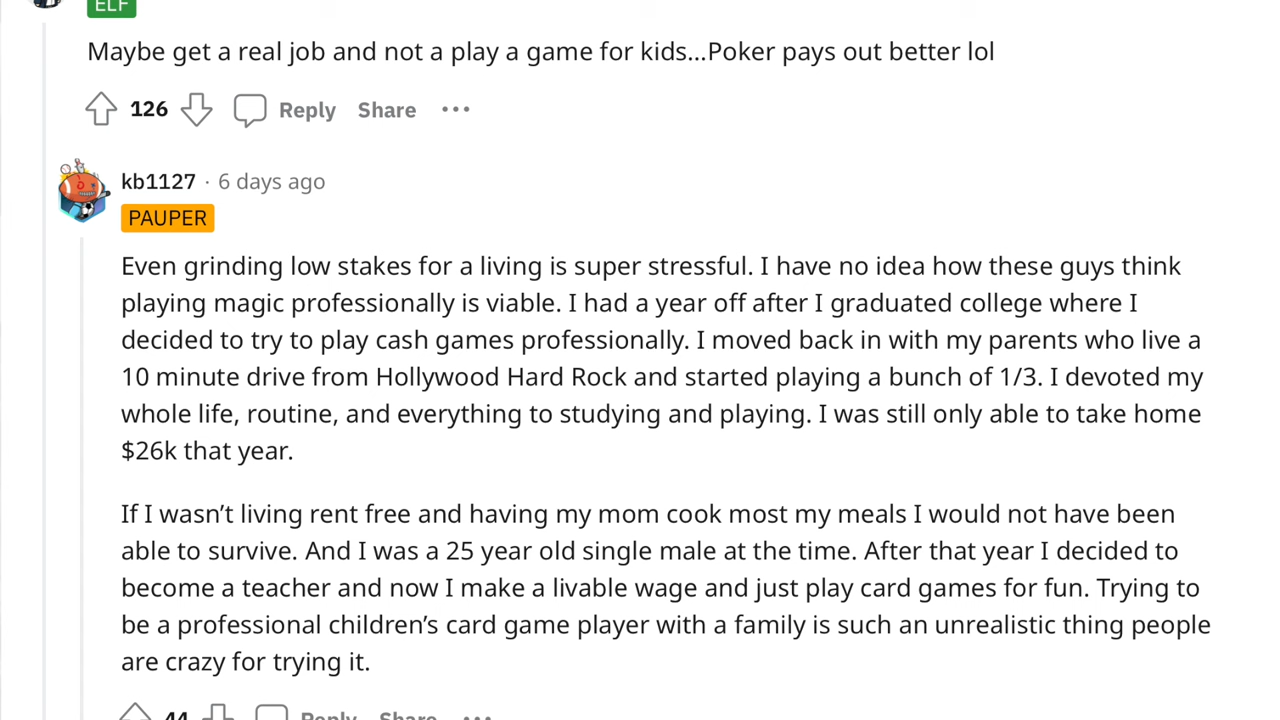 ELF
Maybe get a real job and not a play a game for kids...Poker pays out better lol
126 Reply Share ...
kb1127 · 6 days ago
PAUPER
Even grinding low stakes for a living is super stressful. I have no idea how these guys think
playing magic professionally is viable. I had a year off after I graduated college where I
decided to try to play cash games professionally. I moved back in with my parents who live a
10 minute drive from Hollywood Hard Rock and started playing a bunch of 1/3. I devoted my
whole life, routine, and everything to studying and playing. I was still only able to take home
$26k that year.
If I wasn’t living rent free and having my mom cook most my meals I would not have been
able to survive. And I was a 25 year old single male at the time. After that year I decided to
become a teacher and now I make a livable wage and just play card games for fun. Trying to
be a professional children’s card game player with a family is such an unrealistic thing people
are crazy for trying it.
44 Reply Share ...